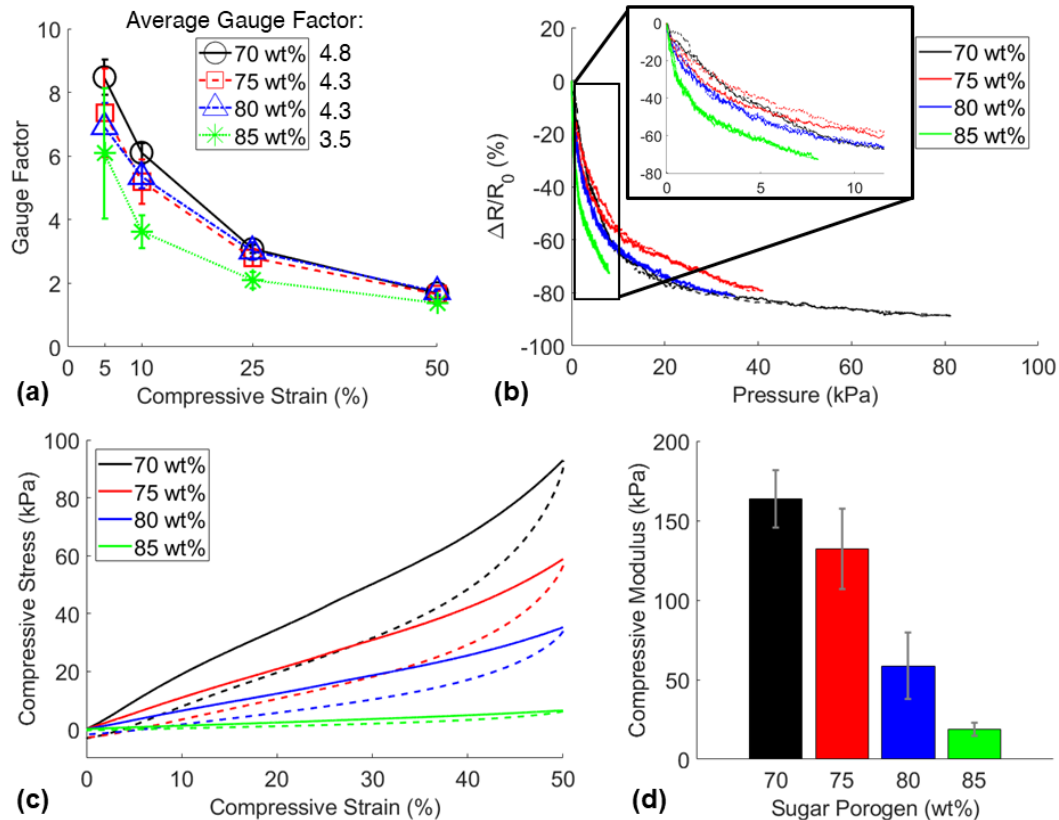 Average Gauge Factor:
70 wt% 4.8
75 wt% 4.3
80 wt% 4.3
85 wt% 3.5
10
8
6
4
2
0
Gauge Factor
0 5 10 25 50
Compressive Strain (%)
(a)
0
-20
-40
-60
-80
0 5 10
70 wt%
75 wt%
80 wt%
85 wt%
20
0
-20
-40
-60
-80
-100
ΔR/R0 (%)
0 20 40 60 80 100
Pressure (kPa)
(b)
70 wt%
75 wt%
80 wt%
85 wt%
100
80
60
40
20
0
Compressive Stress (kPa)
0 10 20 30 40 50
Compressive Strain (%)
(c)
200
150
100
50
0
Compressive Modulus (kPa)
70 75 80 85
Sugar Porogen (wt%)
(d)